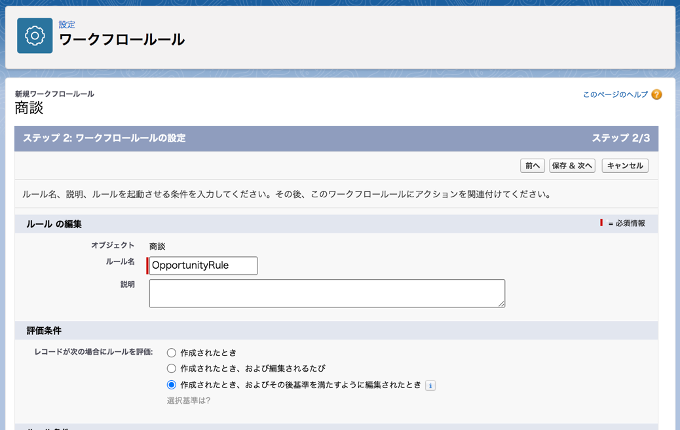 設定
ワークフロールール
新規ワークフロールール
商談
このページのヘルプ ?
ステップ 2: ワークフロールールの設定 ステップ 2/3
前へ 保存 & 次へ キャンセル
ルール名、説明、ルールを起動させる条件を入力してください。その後、このワークフロールールにアクションを関連付けてください。
ルール の編集 = 必須情報
オブジェクト 商談
ルール名 OpportunityRule
説明
評価条件
レコードが次の場合にルールを評価: 作成されたとき
作成されたとき、および編集されるたび
作成されたとき、およびその後基準を満たすように編集されたとき i
選択基準は?